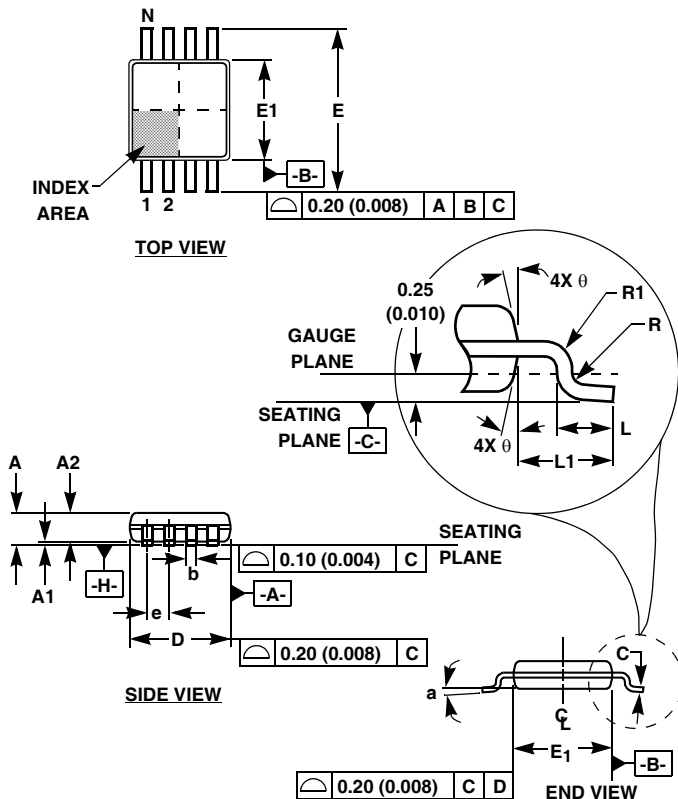 N
E1
E
-B-
INDEX
AREA
1 2
0.20 (0.008) A B C
TOP VIEW
0.25
(0.010)
4X θ
R1
R
GAUGE
PLANE
SEATING
PLANE
-C-
4X θ
L
L1
A
A2
SEATING
PLANE
A1
-H-
b
0.10 (0.004) C
-A-
e
D
0.20 (0.008) C
SIDE VIEW
C
a
C
L
E1
-B-
0.20 (0.008) C D
END VIEW